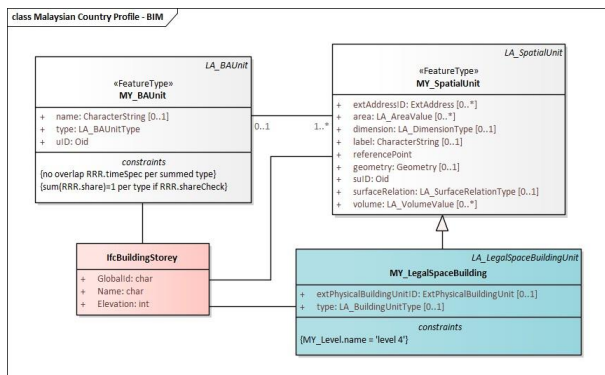 class Malaysian Country Profile - BIM
LA_BAUnit
«FeatureType»
MY_BAUnit
+ name: CharacterString [0..1]
+ type: LA_BAUnitType
+ uID: Oid
constraints
{no overlap RRR.timeSpec per summed type}
{sum(RRR.share)=1 per type if RRR.shareCheck}
0..1
1..*
LA_SpatialUnit
«FeatureType»
MY_SpatialUnit
+ extAddressID: ExtAddress [0..*]
+ area: LA_AreaValue [0..*]
+ dimension: LA_DimensionType [0..1]
+ label: CharacterString [0..1]
+ referencePoint
+ geometry: Geometry [0..1]
+ suID: Oid
+ surfaceRelation: LA_SurfaceRelationType [0..1]
+ volume: LA_VolumeValue [0..*]
IfcBuildingStorey
+ GlobalId: char
+ Name: char
+ Elevation: int
LA_LegalSpaceBuildingUnit
MY_LegalSpaceBuilding
+ extPhysicalBuildingUnitID: ExtPhysicalBuildingUnit [0..1]
+ type: LA_BuildingUnitType [0..1]
constraints
{MY_Level.name = 'level 4'}